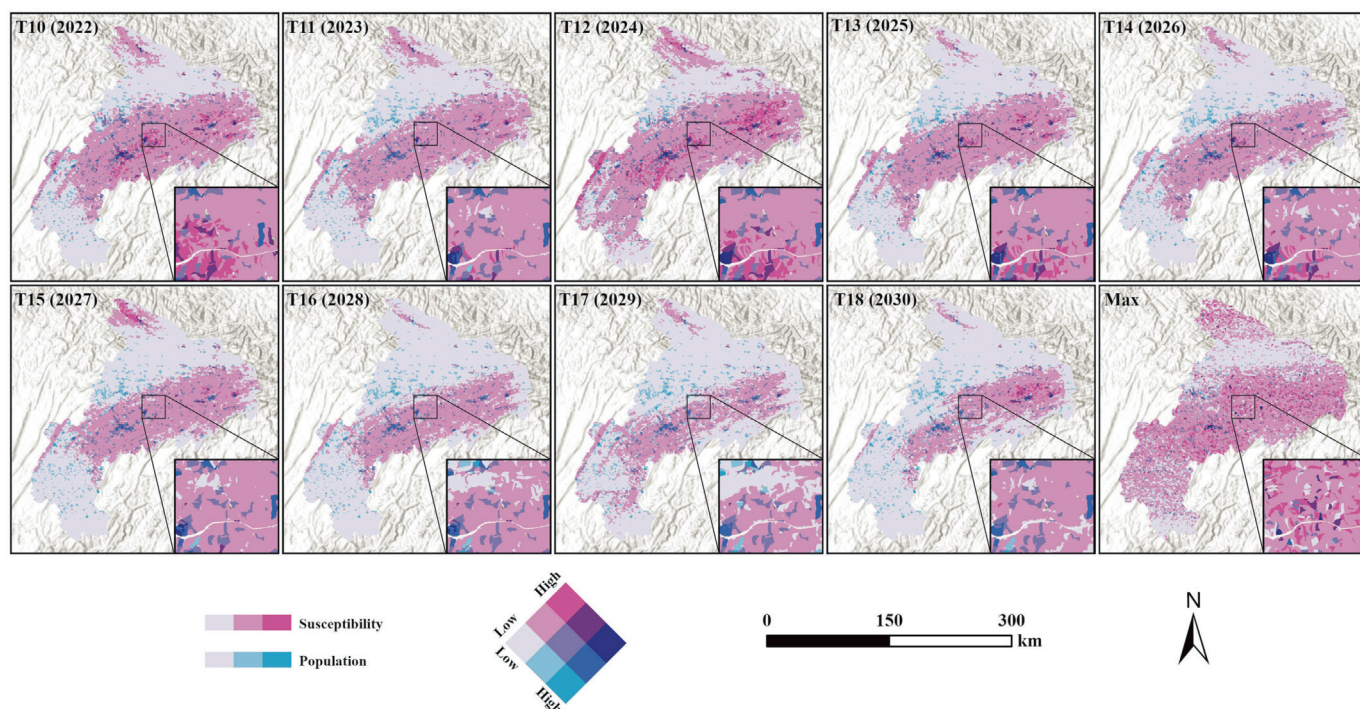 T10 (2022)
T11 (2023)
T12 (2024)
T13 (2025)
T14 (2026)
T15 (2027)
T16 (2028)
T17 (2029)
T18 (2030)
Max
Susceptibility
Population
High
Low
Low
High
0 150 300
km
N